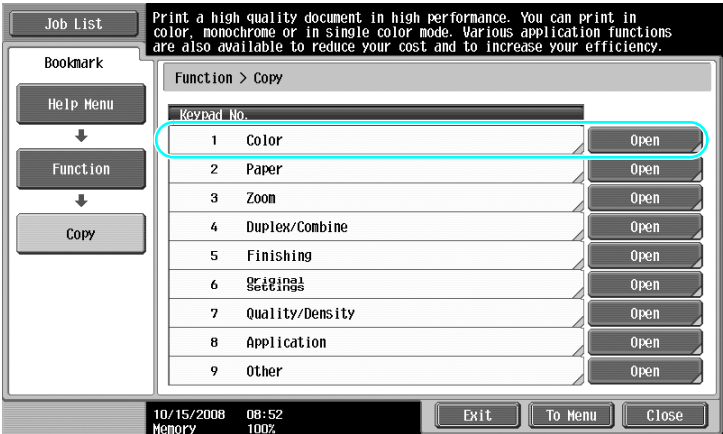 Job List
Print a high quality document in high performance. You can print in
color, monochrome or in single color mode. Various application functions
are also available to reduce your cost and to increase your efficiency.
Bookmark
Help Menu
Function
Copy
Function > Copy
Keypad No.
1 Color Open
2 Paper Open
3 Zoom Open
4 Duplex/Combine Open
5 Finishing Open
6 Original
Settings Open
7 Quality/Density Open
8 Application Open
9 Other Open
10/15/2008 08:52
Memory 100%
Exit
To Menu
Close